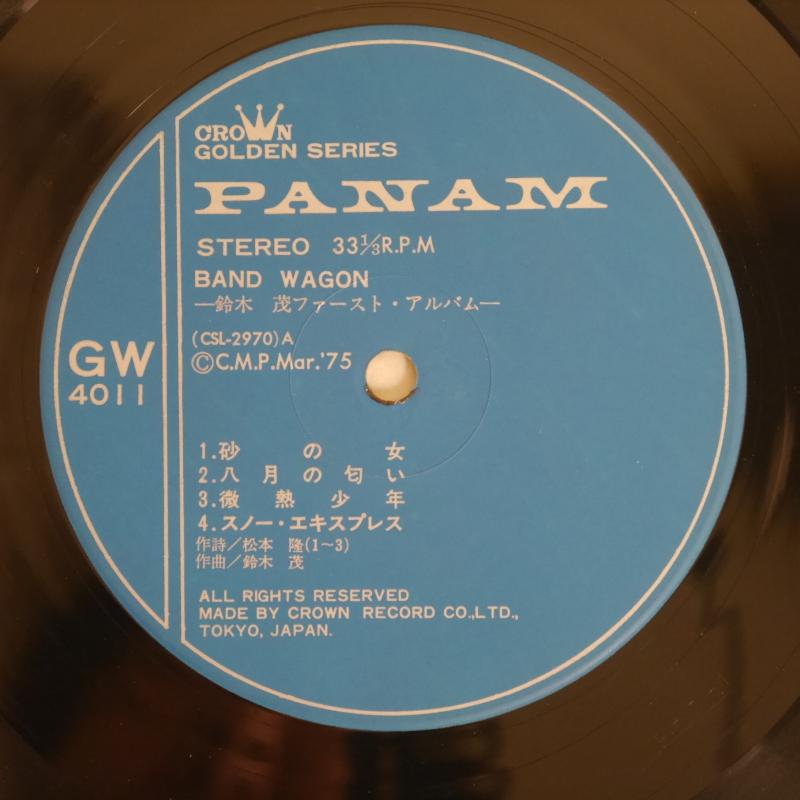 CROWN
GOLDEN SERIES
PANAM
STEREO 33⅓R.P.M
BAND WAGON
—鈴木 茂ファースト・アルバム—
(CSL-2970)A
©C.M.P.Mar.'75
GW
4011
1.砂の女
2.八月の匂い
3.微熱少年
4.スノー・エキスプレス
作詩/松本 隆(1~3)
作曲/鈴木 茂
ALL RIGHTS RESERVED
MADE BY CROWN RECORD CO.,LTD.,
TOKYO, JAPAN.